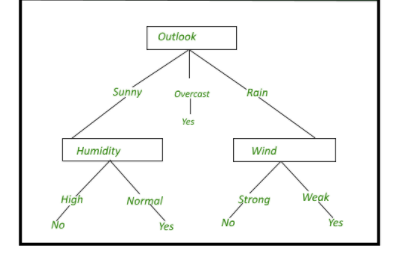 Outlook
Sunny
Overcast
Rain
Yes
Humidity
Wind
High
Normal
Strong
Weak
No
Yes
No
Yes